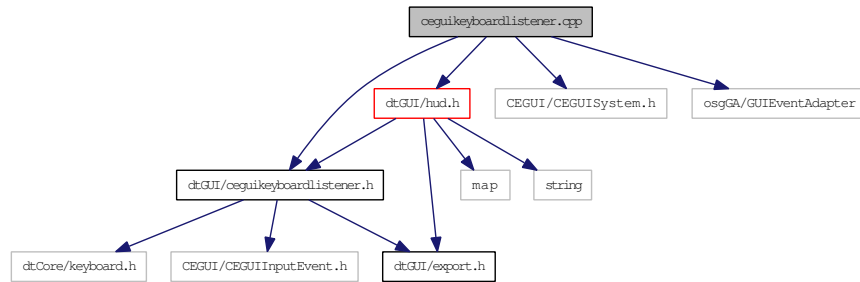 ceguikeyboardlistener.cpp
dtGUI/hud.h
CEGUI/CEGUISystem.h
osgGA/GUIEventAdapter
dtGUI/ceguikeyboardlistener.h
map
string
dtCore/keyboard.h
CEGUI/CEGUIInputEvent.h
dtGUI/export.h